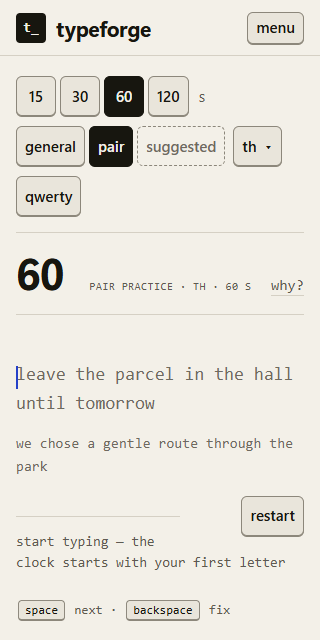 t_ typeforge menu
15 30 60 120 s
general pair suggested th
qwerty
60 PAIR PRACTICE · TH · 60 S why?
leave the parcel in the hall
until tomorrow
we chose a gentle route through the
park
restart
start typing — the
clock starts with your first letter
space next · backspace fix